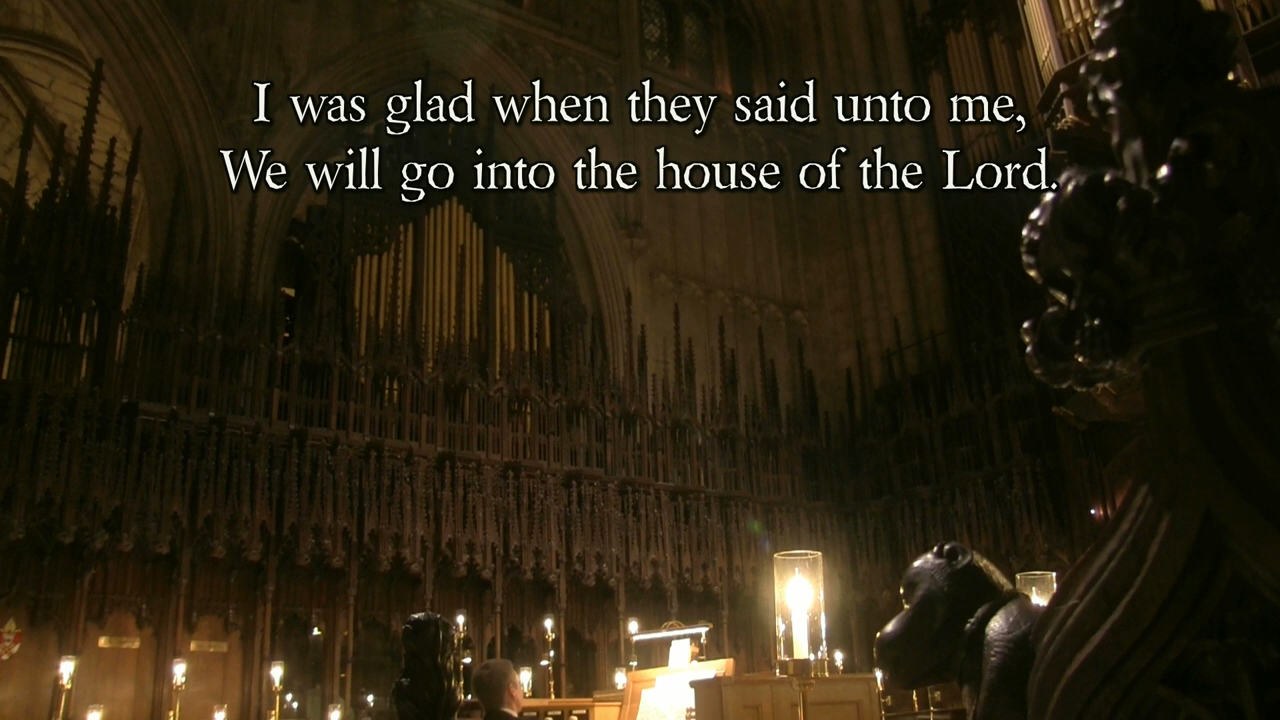 I was glad when they said unto me,
We will go into the house of the Lord.